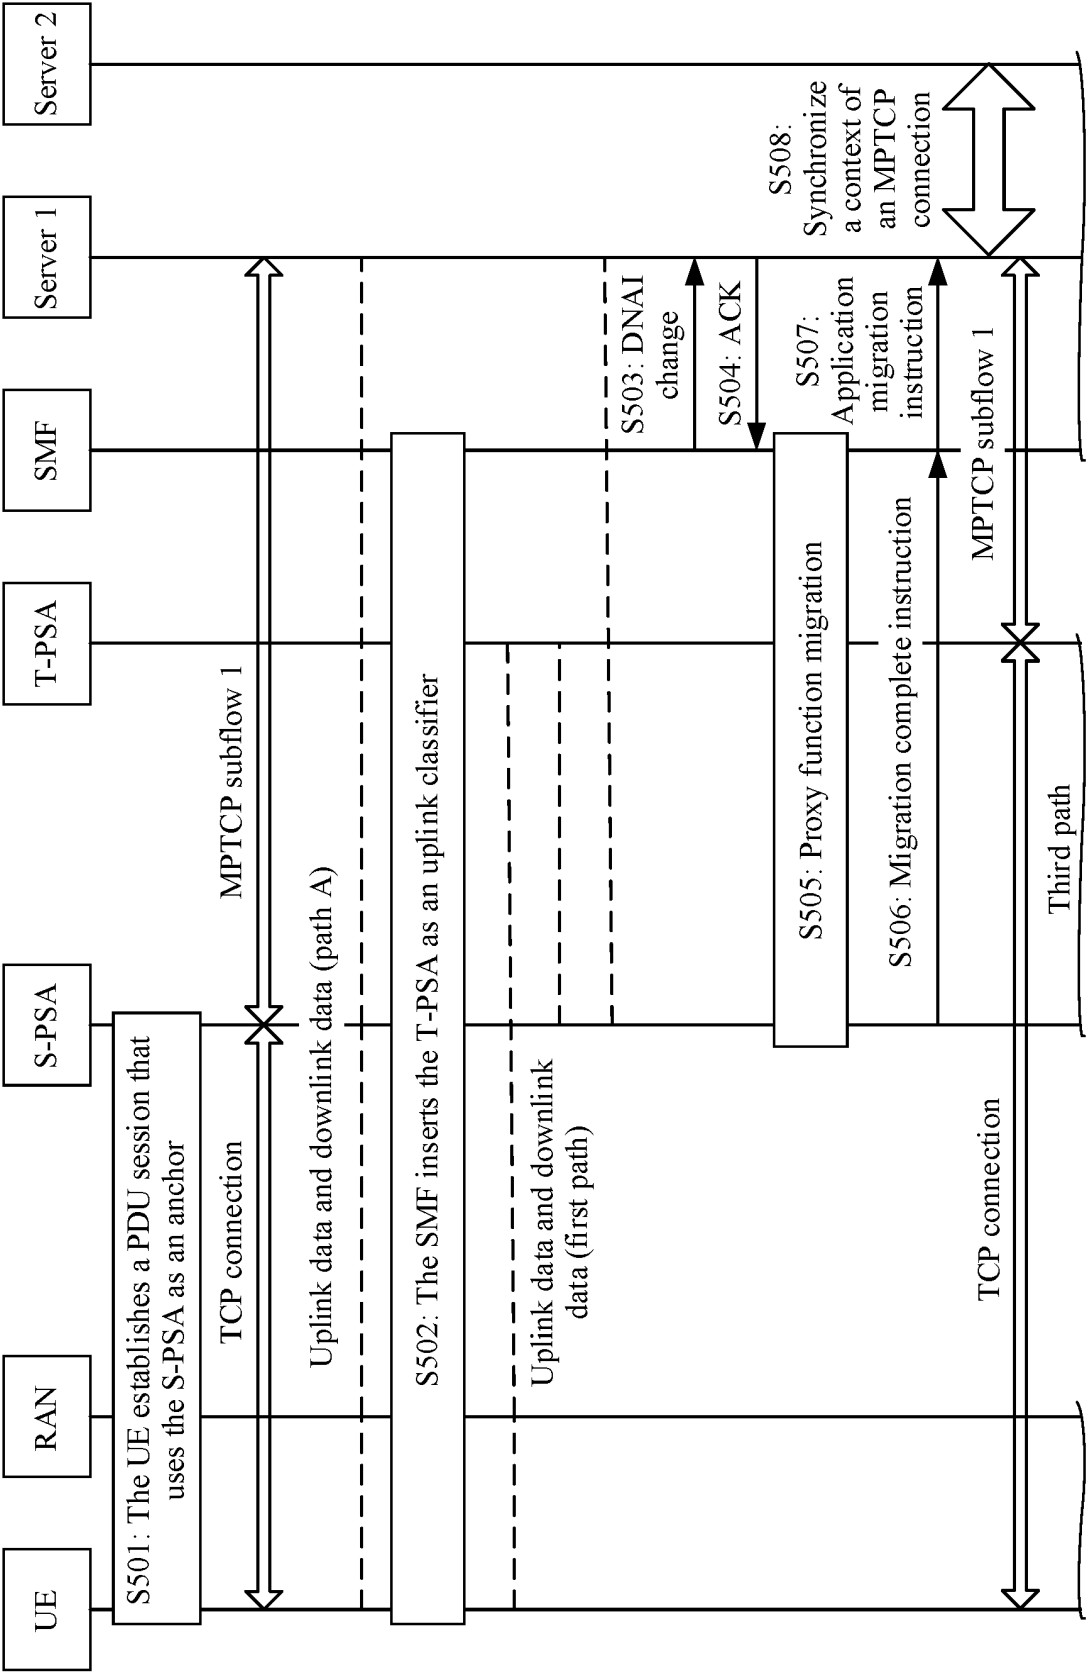 UE
RAN
S-PSA
T-PSA
SMF
Server 1
Server 2
S501: The UE establishes a PDU session that
uses the S-PSA as an anchor
TCP connection
MPTCP subflow 1
Uplink data and downlink data (path A)
S502: The SMF inserts the T-PSA as an uplink classifier
Uplink data and downlink
data (first path)
S503: DNAI
change
S504: ACK
S505: Proxy function migration
S506: Migration complete instruction
S507:
Application
migration
instruction
S508:
Synchronize
a context of
an MPTCP
connection
TCP connection
MPTCP subflow 1
Third path